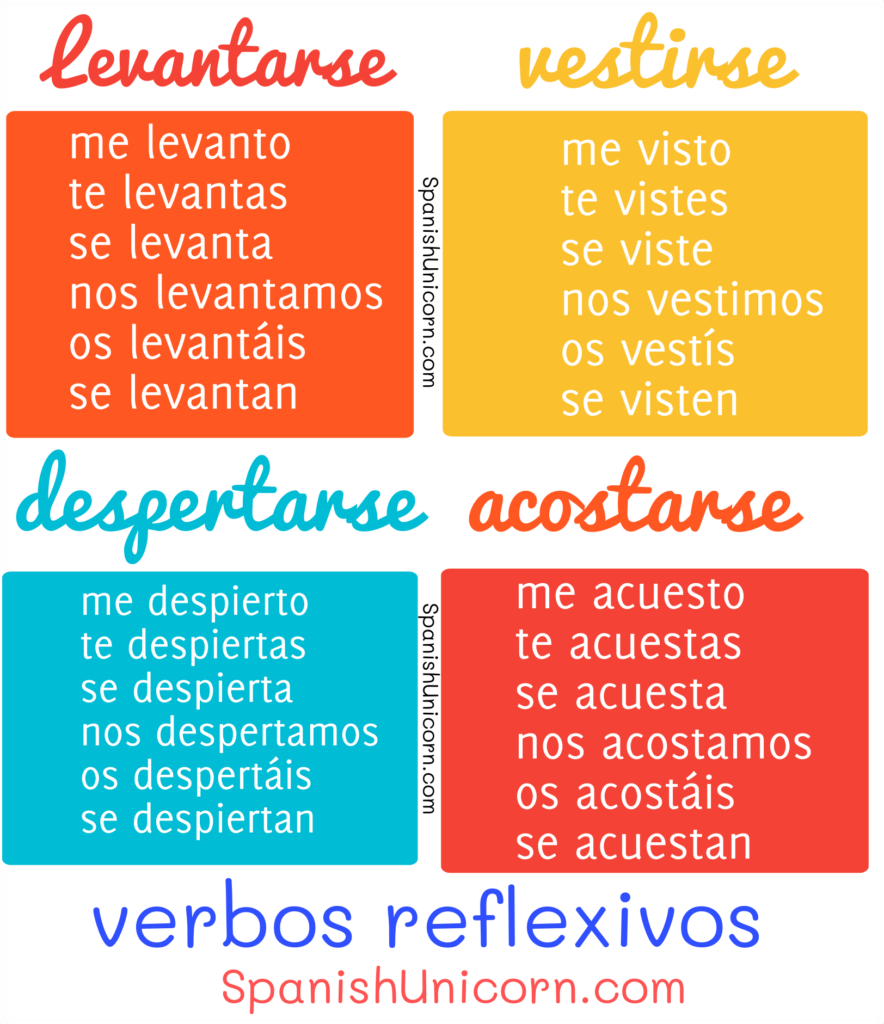 levantarse
me levanto
te levantas
se levanta
nos levantamos
os levantáis
se levantan
SpanishUnicorn.com
vestirse
me visto
te vistes
se viste
nos vestimos
os vestís
se visten
despertarse
me despierto
te despiertas
se despierta
nos despertamos
os despertáis
se despiertan
SpanishUnicorn.com
acostarse
me acuesto
te acuestas
se acuesta
nos acostamos
os acostáis
se acuestan
verbos reflexivos
SpanishUnicorn.com